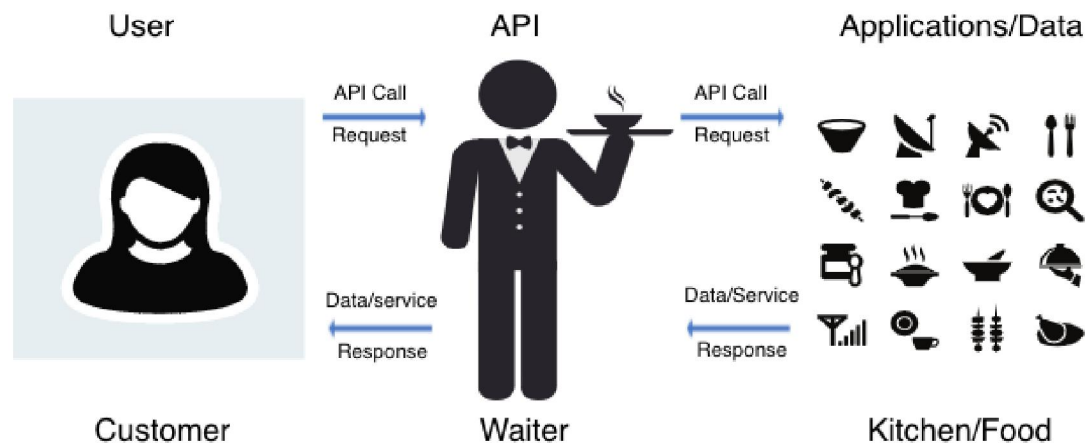 User
API
Applications/Data
API Call
Request
API Call
Request
Data/service
Response
Data/Service
Response
Customer
Waiter
Kitchen/Food